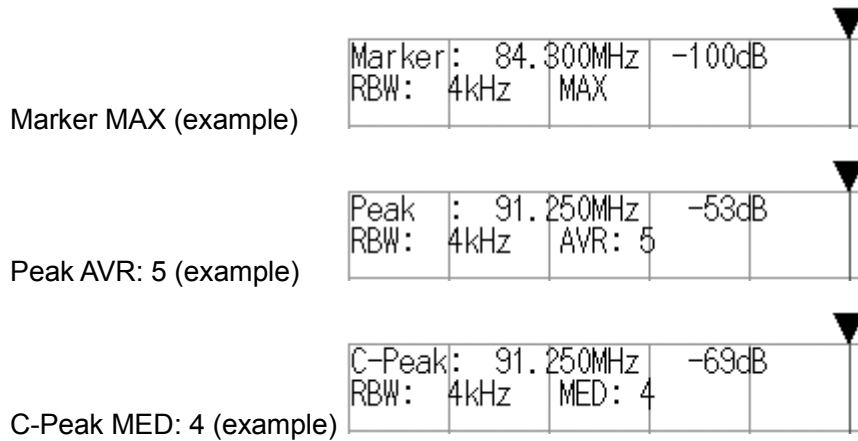 Marker: 84.300MHz -100dB
RBW: 4kHz MAX
Marker MAX (example)
Peak : 91.250MHz -53dB
RBW: 4kHz AVR: 5
Peak AVR: 5 (example)
C-Peak: 91.250MHz -69dB
RBW: 4kHz MED: 4
C-Peak MED: 4 (example)